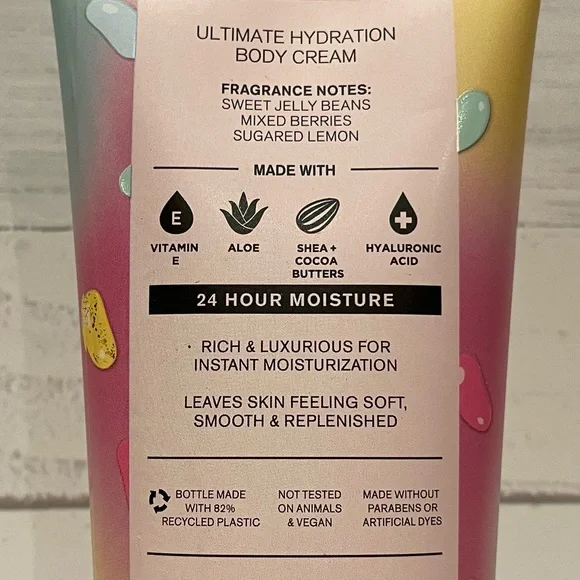 ULTIMATE HYDRATION
BODY CREAM
FRAGRANCE NOTES:
SWEET JELLY BEANS
MIXED BERRIES
SUGARED LEMON
MADE WITH
E
VITAMIN
E
ALOE
SHEA +
COCOA
BUTTERS
HYALURONIC
ACID
24 HOUR MOISTURE
RICH & LUXURIOUS FOR
INSTANT MOISTURIZATION
LEAVES SKIN FEELING SOFT,
SMOOTH & REPLENISHED
BOTTLE MADE
WITH 82%
RECYCLED PLASTIC
NOT TESTED
ON ANIMALS
& VEGAN
MADE WITHOUT
PARABENS OR
ARTIFICIAL DYES